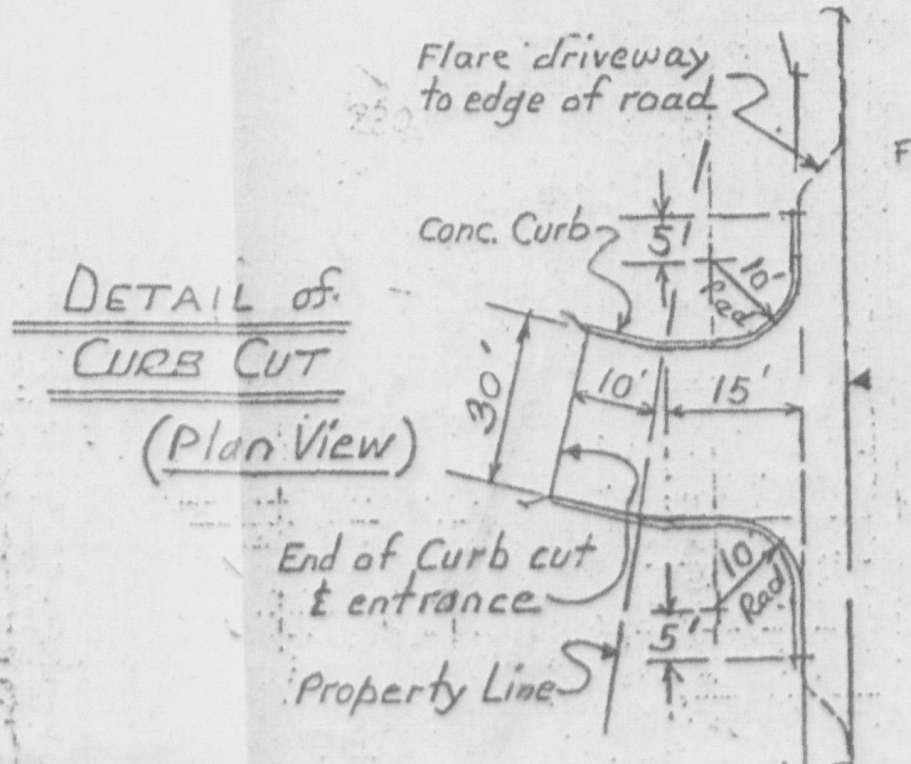 Flare driveway
to edge of road
F
Conc. Curb
5'
10'
Rad
DETAIL of
CURB CUT
(Plan View)
30'
10'
15'
End of Curb cut
& entrance
10'
Rad.
5'
Property Line